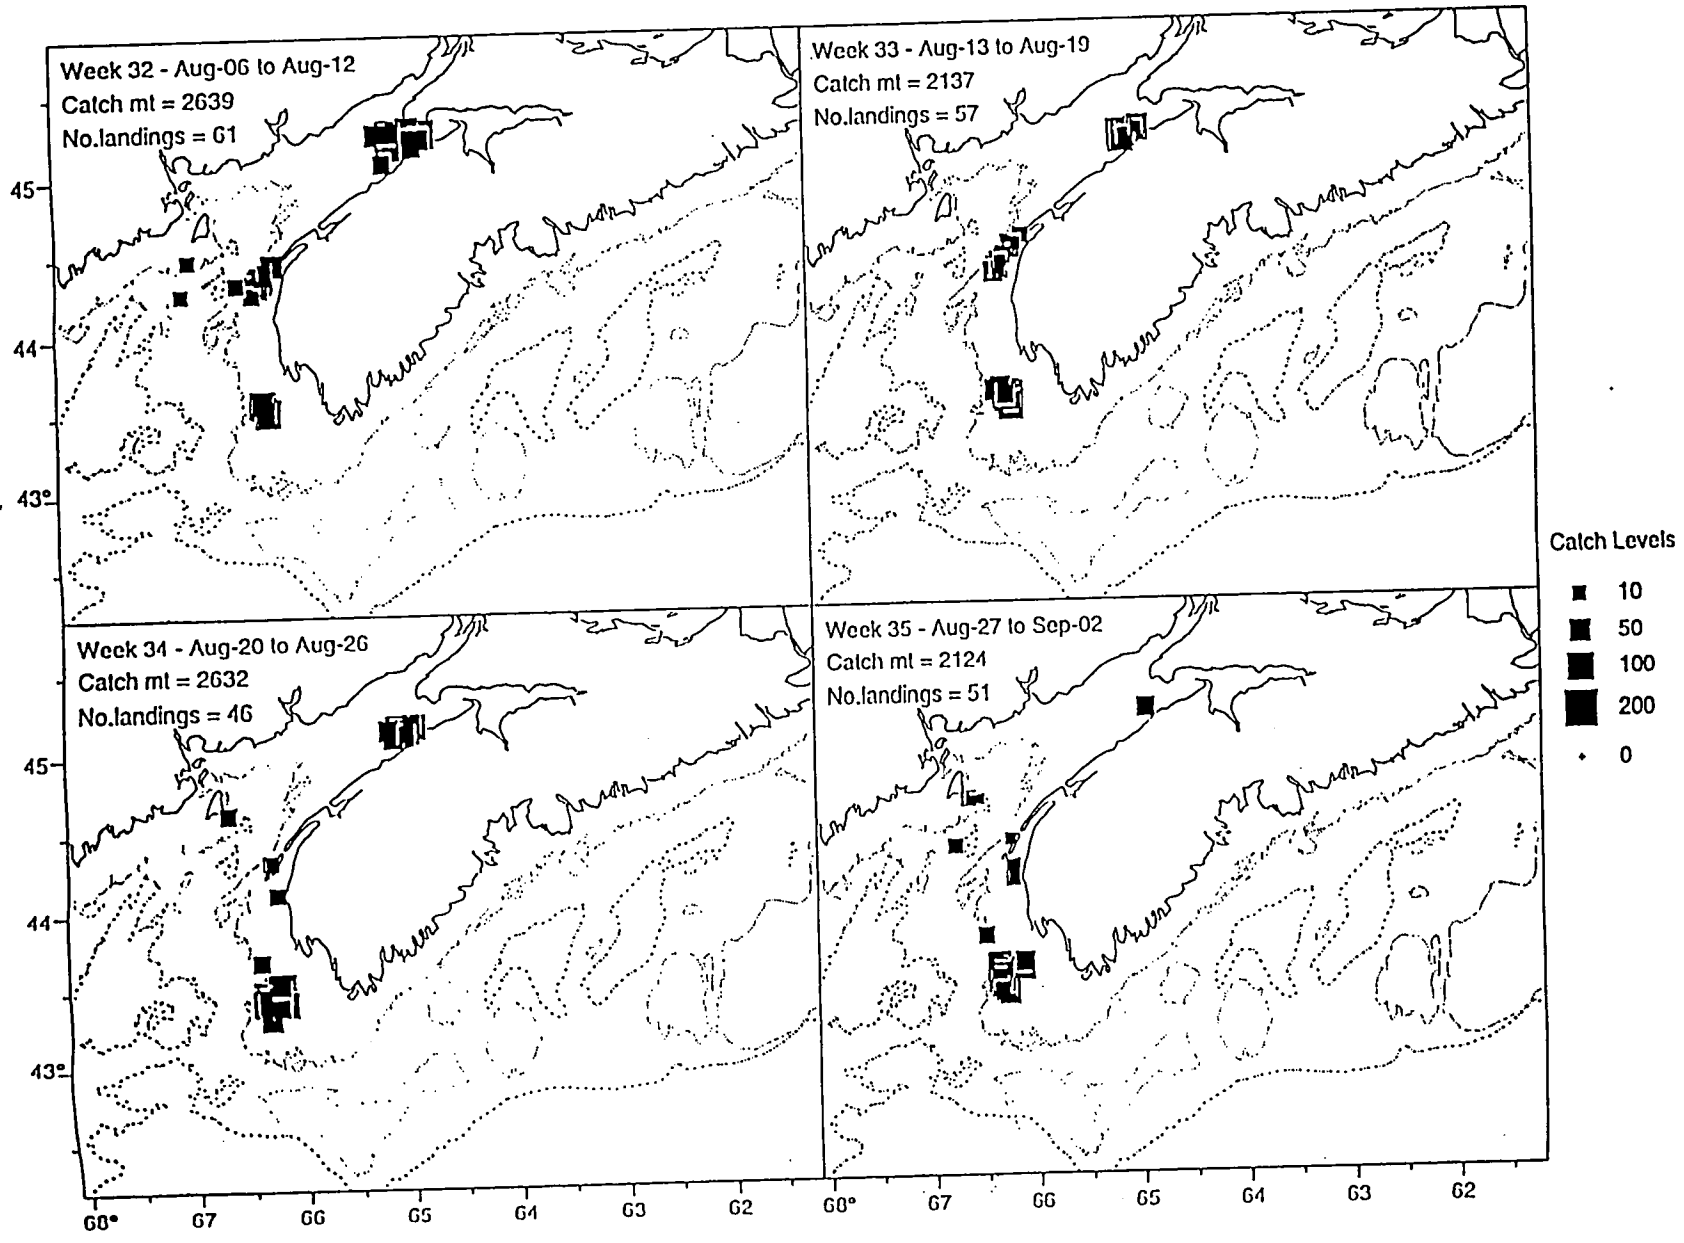 Week 32 - Aug-06 to Aug-12
Catch mt = 2639
No.landings = 61
Week 33 - Aug-13 to Aug-19
Catch mt = 2137
No.landings = 57
45
44
43°
Week 34 - Aug-20 to Aug-26
Catch mt = 2632
No.landings = 46
Week 35 - Aug-27 to Sep-02
Catch mt = 2124
No.landings = 51
45
44
43°
68° 67 66 65 63 62
68° 67 66 65 64 63 62
Catch Levels
10
50
100
200
0